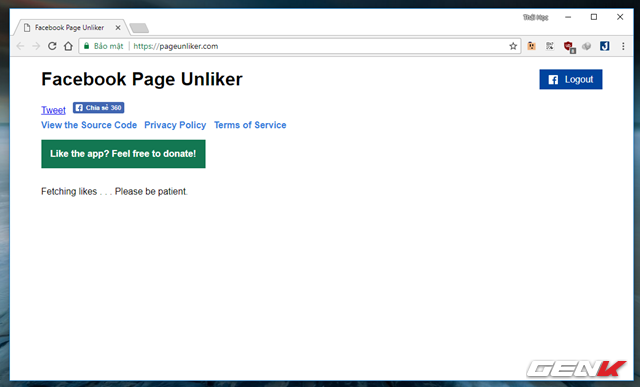 Thái Học
Facebook Page Unliker
Bảo mật https://pageunliker.com
Facebook Page Unliker
Logout
Tweet Chia sẻ 360
View the Source Code Privacy Policy Terms of Service
Like the app? Feel free to donate!
Fetching likes . . . Please be patient.
GENK